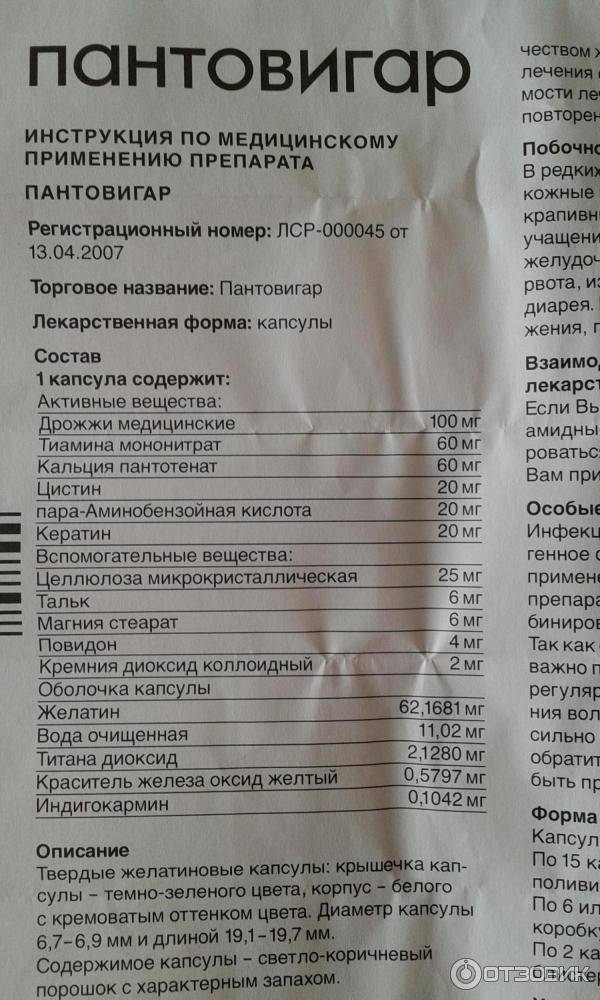 пантовигар
ИНСТРУКЦИЯ ПО МЕДИЦИНСКОМУ
ПРИМЕНЕНИЮ ПРЕПАРАТА
ПАНТОВИГАР
Регистрационный номер: ЛСР-000045 от
13.04.2007
Торговое название: Пантовигар
Лекарственная форма: капсулы
Состав
1 капсула содержит:
Активные вещества:
Дрожжи медицинские 100 мг
Тиамина мононитрат 60 мг
Кальция пантотенат 60 мг
Цистин 20 мг
пара-Аминобензойная кислота 20 мг
Кератин 20 мг
Вспомогательные вещества:
Целлюлоза микрокристаллическая 25 мг
Тальк 6 мг
Магния стеарат 6 мг
Повидон 4 мг
Кремния диоксид коллоидный 2 мг
Оболочка капсулы
Желатин 62,1681 мг
Вода очищенная 11,02 мг
Титана диоксид 2,1280 мг
Краситель железа оксид желтый 0,5797 мг
Индигокармин 0,1042 мг
Описание
Твердые желатиновые капсулы: крышечка кап-
сулы – темно-зеленого цвета, корпус – белого
с кремоватым оттенком цвета. Диаметр капсулы
6,7–6,9 мм и длиной 19,1–19,7 мм.
Содержимое капсулы – светло-коричневый
порошок с характерным запахом.
чеством
лечения
мости
повторен
Побочно
В редких
кожные
крапивн
учащени
желудоч
рвота,
диарея.
жения,
Взаимод
лекарст
Если Вы
амидны
роватьс
Вам при
Особые
Инфекц
генное
примене
препара
биниров
Так как
важно
регуляр
ния вол
сильно
обратит
быть пр
Форма
Капсул
По 15
поливи
По 6 ил
коробку
По 2 ка
ОТЗОВИК